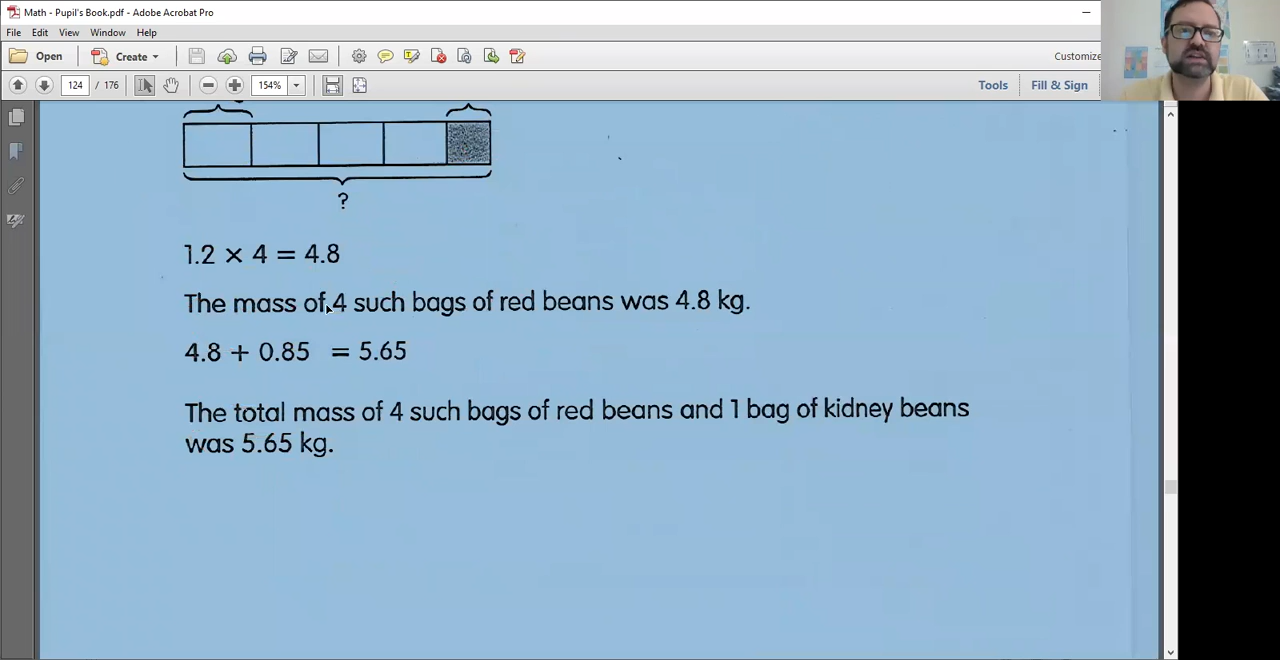 Math - Pupil's Book.pdf - Adobe Acrobat Pro
File Edit View Window Help
Open Create Customize
124 / 176 154% Tools Fill & Sign
?
1.2 × 4 = 4.8
The mass of 4 such bags of red beans was 4.8 kg.
4.8 + 0.85 = 5.65
The total mass of 4 such bags of red beans and 1 bag of kidney beans
was 5.65 kg.